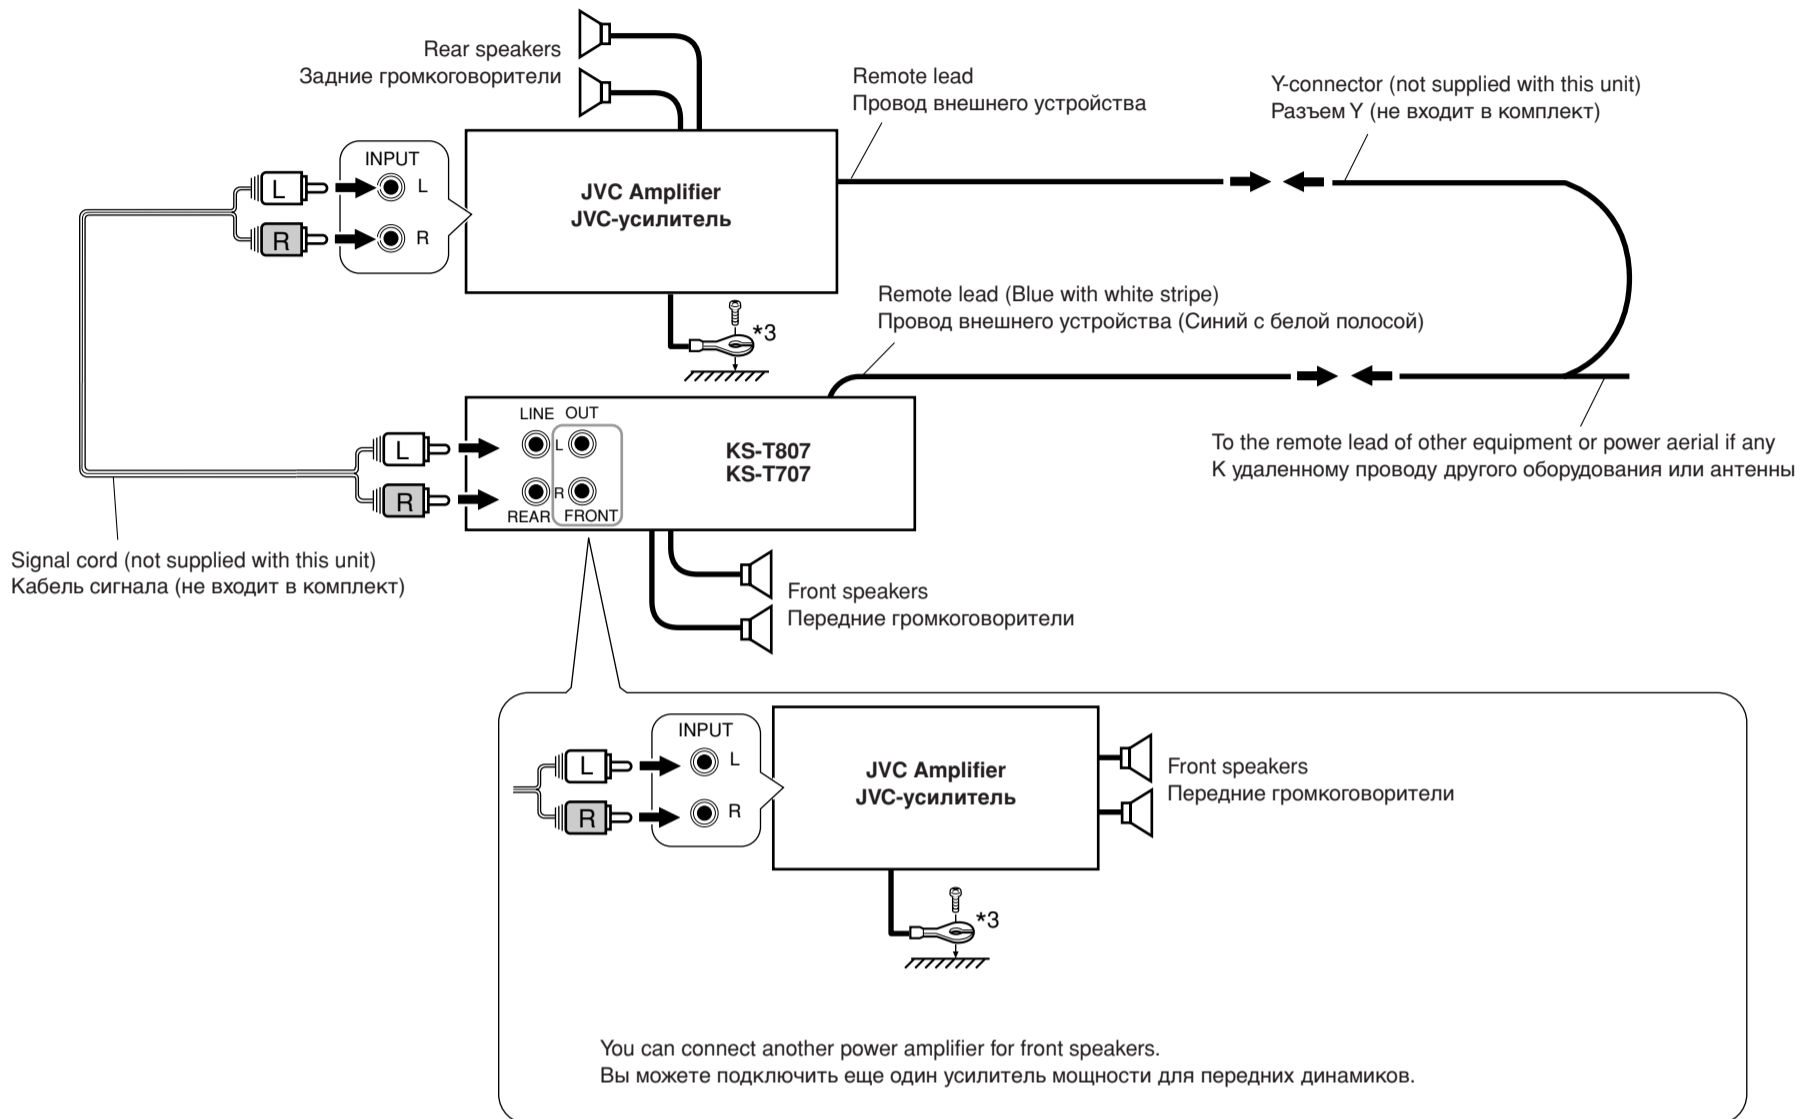 Rear speakers
Задние громкоговорители
Remote lead
Провод внешнего устройства
Y-connector (not supplied with this unit)
Разъем Y (не входит в комплект)
INPUT
L
L
R
R
JVC Amplifier
JVC-усилитель
*3
Remote lead (Blue with white stripe)
Провод внешнего устройства (Синий с белой полосой)
LINE OUT
L
L
R
R
REAR FRONT
KS-T807
KS-T707
To the remote lead of other equipment or power aerial if any
К удаленному проводу другого оборудования или антенны
Signal cord (not supplied with this unit)
Кабель сигнала (не входит в комплект)
Front speakers
Передние громкоговорители
INPUT
L
L
R
R
JVC Amplifier
JVC-усилитель
Front speakers
Передние громкоговорители
*3
You can connect another power amplifier for front speakers.
Вы можете подключить еще один усилитель мощности для передних динамиков.